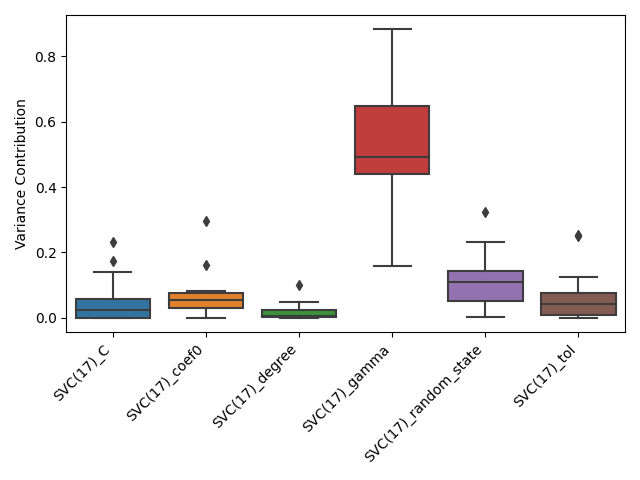 Variance Contribution
0.8
0.6
0.4
0.2
0.0
SVC(17)_C
SVC(17)_coef0
SVC(17)_degree
SVC(17)_gamma
SVC(17)_random_state
SVC(17)_tol